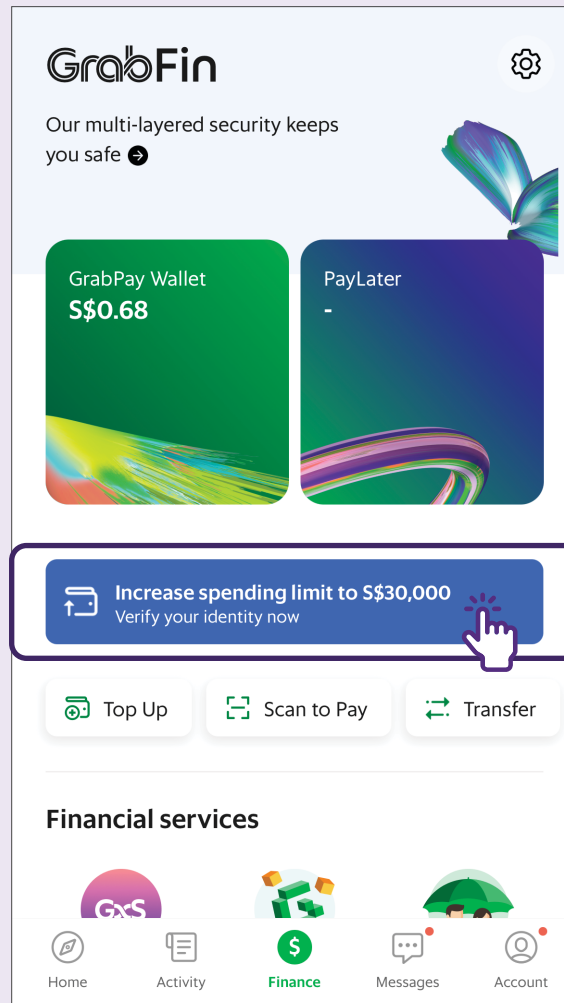 GrabFin
Our multi-layered security keeps
you safe
GrabPay Wallet
S$0.68
PayLater
-
Increase spending limit to S$30,000
Verify your identity now
Top Up
Scan to Pay
Transfer
Financial services
GXS
$
Home
Activity
Finance
Messages
Account